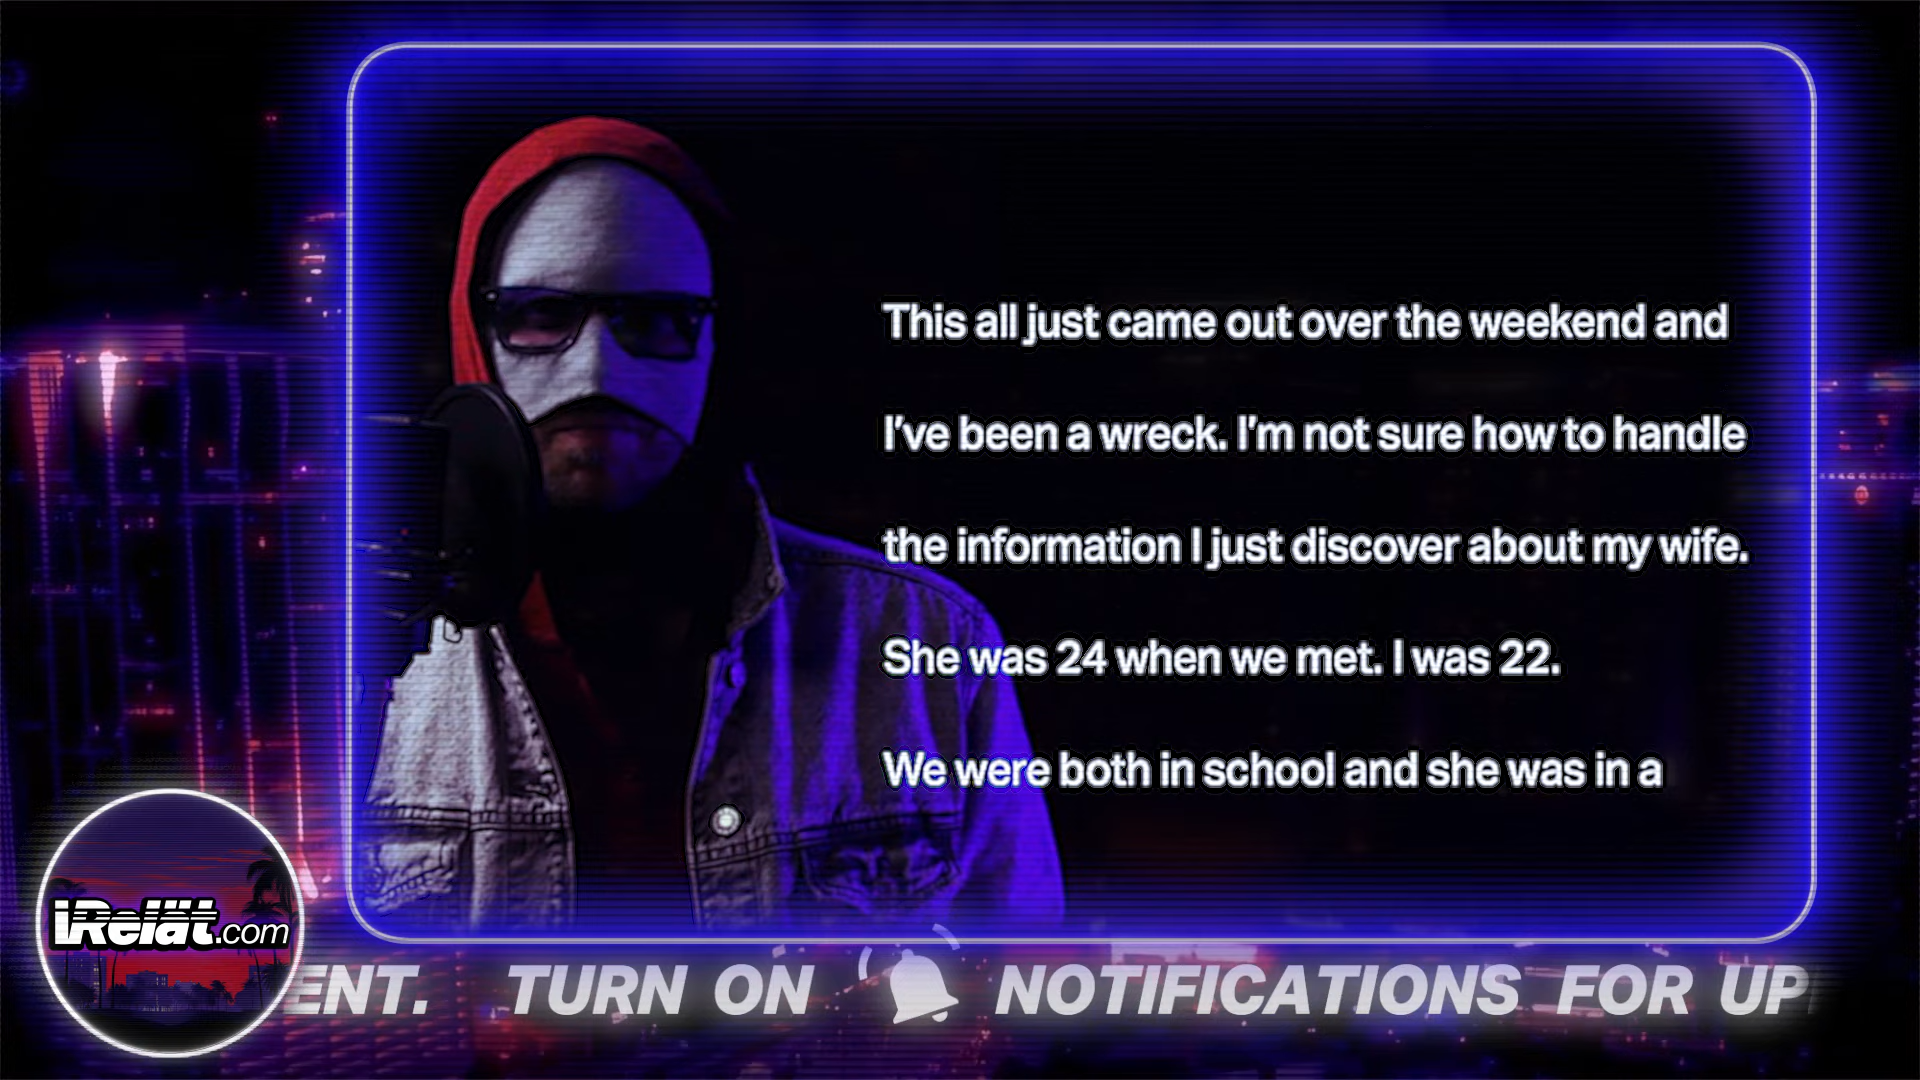 This all just came out over the weekend and
I've been a wreck. I'm not sure how to handle
the information I just discover about my wife.
She was 24 when we met. I was 22.
We were both in school and she was in a
iRelat.com
ENT. TURN ON NOTIFICATIONS FOR UP